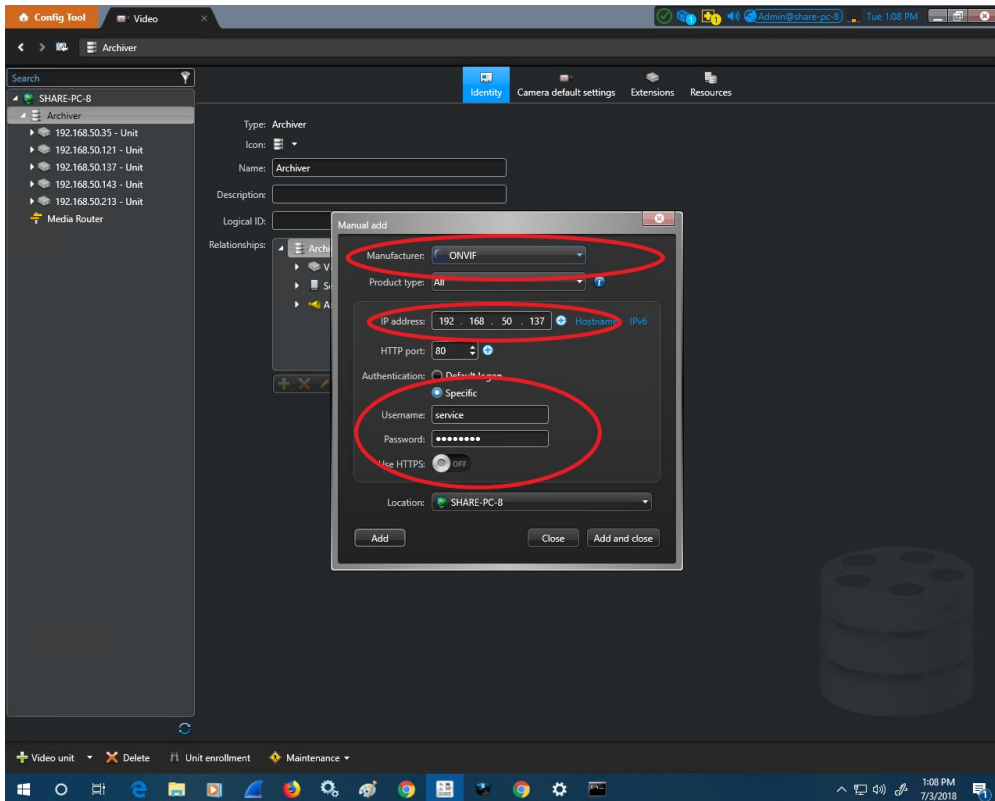 Config Tool
Video
Admin@share-pc-8
Tue 1:08 PM
Archiver
Search
SHARE-PC-8
Archiver
192.168.50.35 - Unit
192.168.50.121 - Unit
192.168.50.137 - Unit
192.168.50.143 - Unit
192.168.50.213 - Unit
Media Router
Identity
Camera default settings
Extensions
Resources
Type: Archiver
Icon:
Name: Archiver
Description:
Logical ID:
Relationships:
Archi
V
S
A
Manual add
Manufacturer: ONVIF
Product type: All
IP address: 192 . 168 . 50 . 137 Hostname IPv6
HTTP port: 80
Authentication: Default logon
Specific
Username: service
Password: ••••••••
Use HTTPS: OFF
Location: SHARE-PC-8
Add
Close
Add and close
Video unit
Delete
Unit enrollment
Maintenance
1:08 PM
7/3/2018